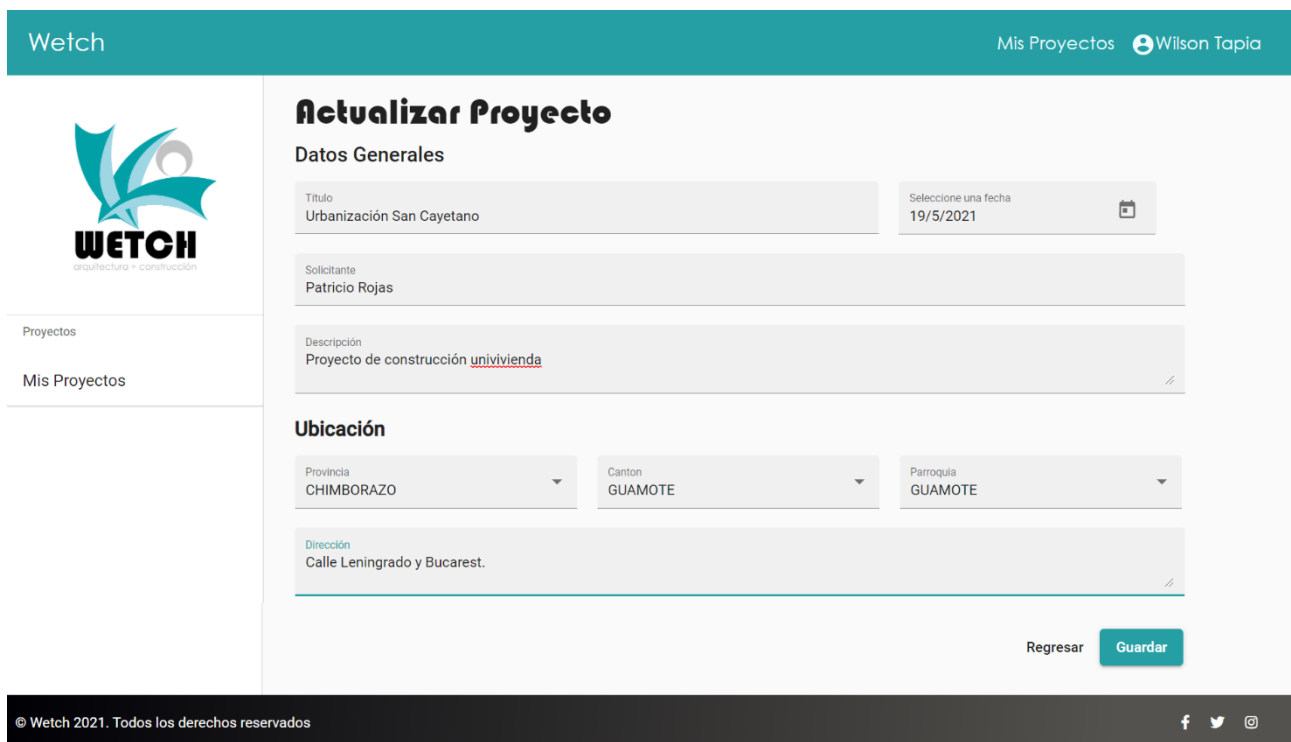 Wetch
Mis Proyectos Wilson Tapia
WETCH
arquitectura + construcción
Proyectos
Mis Proyectos
Actualizar Proyecto
Datos Generales
Título
Urbanización San Cayetano
Seleccione una fecha
19/5/2021
Solicitante
Patricio Rojas
Descripción
Proyecto de construcción univivienda
Ubicación
Provincia
CHIMBORAZO
Canton
GUAMOTE
Parroquia
GUAMOTE
Dirección
Calle Leningrado y Bucarest.
Regresar
Guardar
© Wetch 2021. Todos los derechos reservados